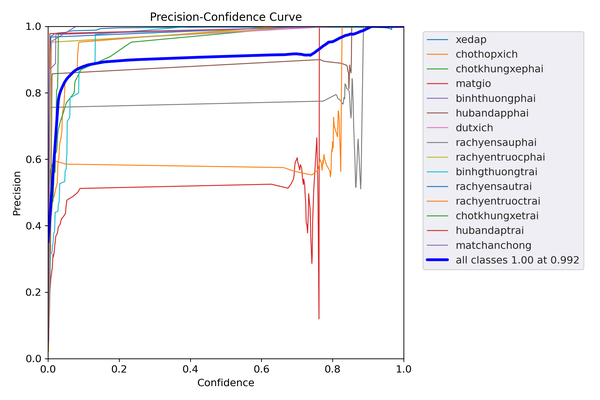 Precision-Confidence Curve
1.0
0.8
0.6
0.4
0.2
0.0
0.0 0.2 0.4 0.6 0.8 1.0
Precision
Confidence
xedap
chothopxich
chotkhungxephai
matgio
binhthuongphai
hubandapphai
dutxich
rachyensauphai
rachyentruocphai
binhgthuongtrai
rachyensautrai
rachyentruoctrai
chotkhungxetrai
hubandaptrai
matchanchong
all classes 1.00 at 0.992